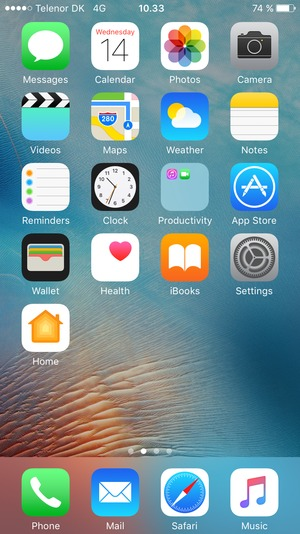 ●●●●○ Telenor DK 4G 10.33 74 %
Wednesday
14
280
Messages Calendar Photos Camera
Videos Maps Weather Notes
Reminders Clock Productivity App Store
Wallet Health iBooks Settings
Home
Phone Mail Safari Music